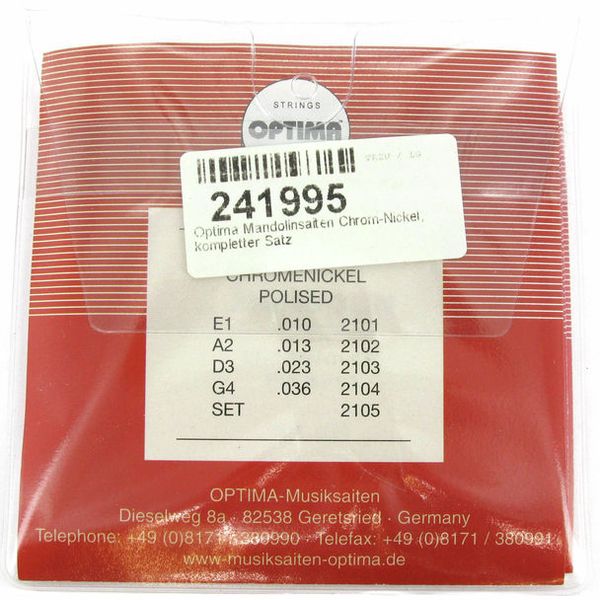 STRINGS
OPTIMA
241995
Optima Mandolinsaiten Chrom-Nickel,
kompletter Satz
CHROMENICKEL
POLISED
E1 .010 2101
A2 .013 2102
D3 .023 2103
G4 .036 2104
SET 2105
OPTIMA-Musiksaiten
Dieselweg 8a · 82538 Geretsried · Germany
Telephone: +49 (0)8171 / 380990 · Telefax: +49 (0)8171 / 380991
www.musiksaiten-optima.de